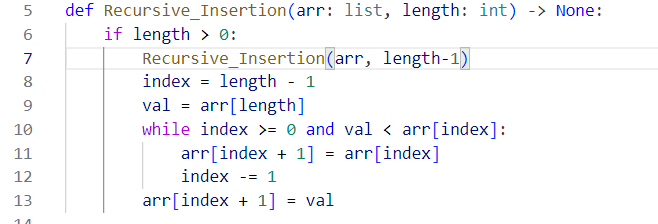 5 def Recursive_Insertion(arr: list, length: int) -> None:
6     if length > 0:
7         Recursive_Insertion(arr, length-1)
8         index = length - 1
9         val = arr[length]
10         while index >= 0 and val < arr[index]:
11             arr[index + 1] = arr[index]
12             index -= 1
13         arr[index + 1] = val